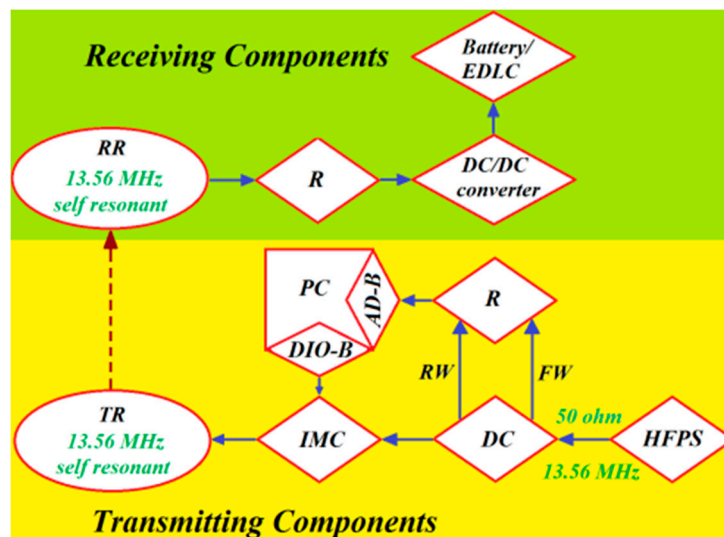 Receiving Components
Battery/
EDLC
RR
13.56 MHz
self resonant
R
DC/DC
converter
PC
AD-B
R
DIO-B
RW
FW
TR
13.56 MHz
self resonant
IMC
DC
50 ohm
13.56 MHz
HFPS
Transmitting Components